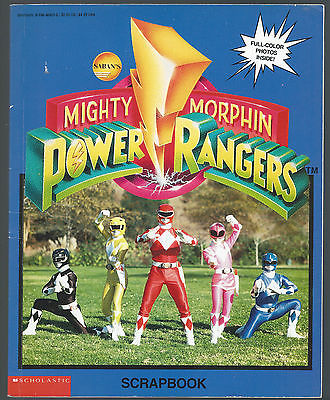 SABAN'S
FULL-COLOR
PHOTOS
INSIDE!
MIGHTY MORPHIN
POWER RANGERS
TM
SCHOLASTIC
SCRAPBOOK